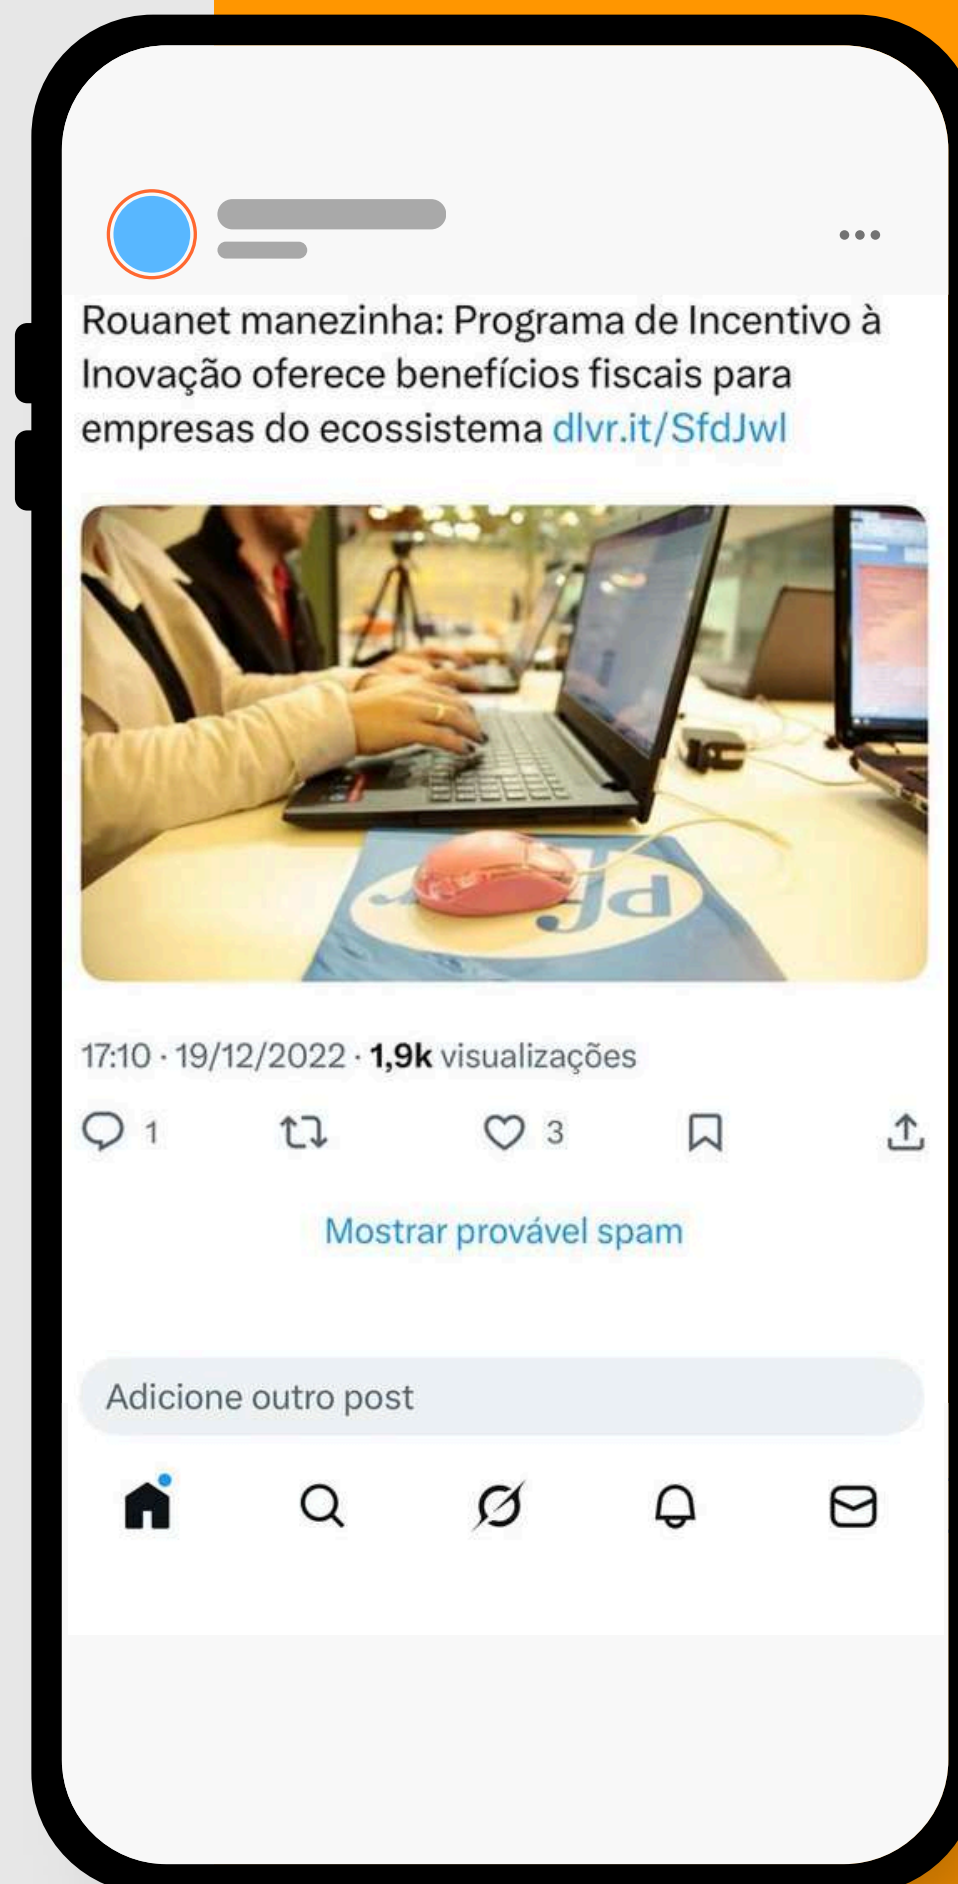 Rouanet manezinha: Programa de Incentivo à
Inovação oferece benefícios fiscais para
empresas do ecossistema dlvr.it/SfdJwl
17:10 · 19/12/2022 · 1,9k visualizações
1
3
Mostrar provável spam
Adicione outro post